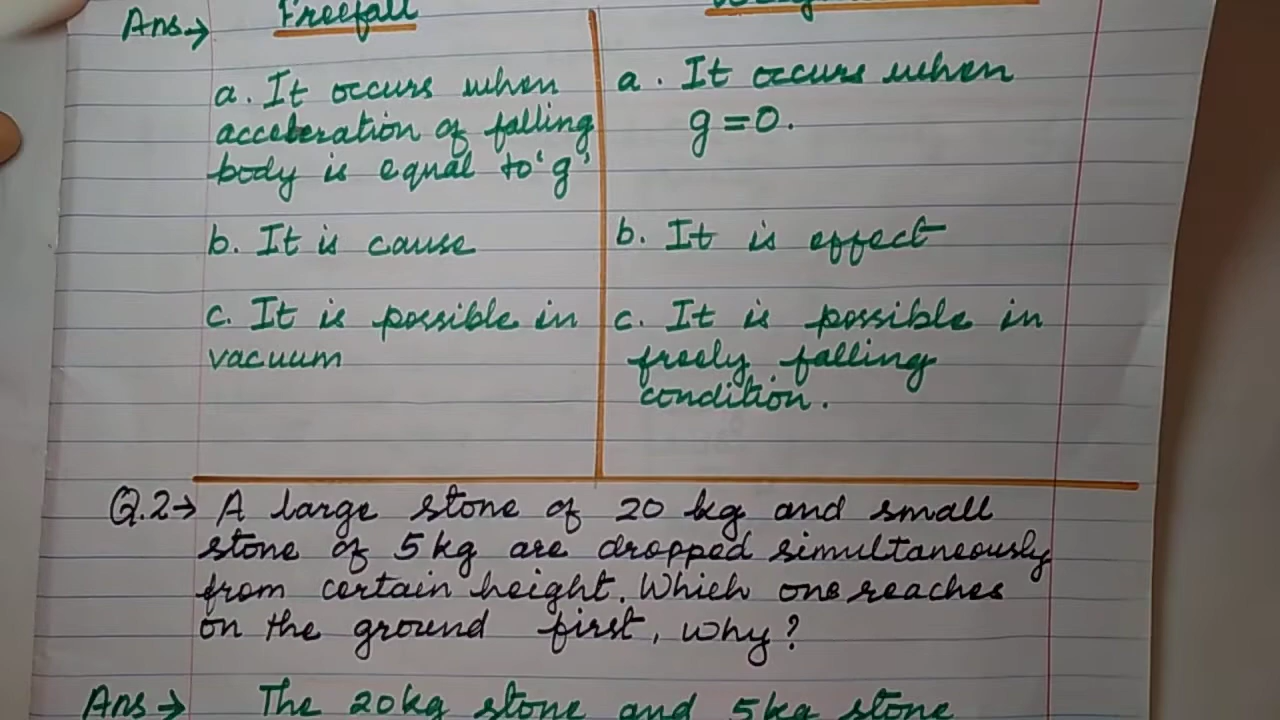 Ans→ Freefall
a. It occurs when
acceleration of falling
body is equal to 'g'
b. It is cause
c. It is possible in
vacuum
a. It occurs when
g = 0.
b. It is effect
c. It is possible in
freely falling
condition.
Q.2→ A large stone of 20 kg and small
stone of 5 kg are dropped simultaneously
from certain height. Which one reaches
on the ground first, why?
Ans→ The 20kg stone and 5kg stone